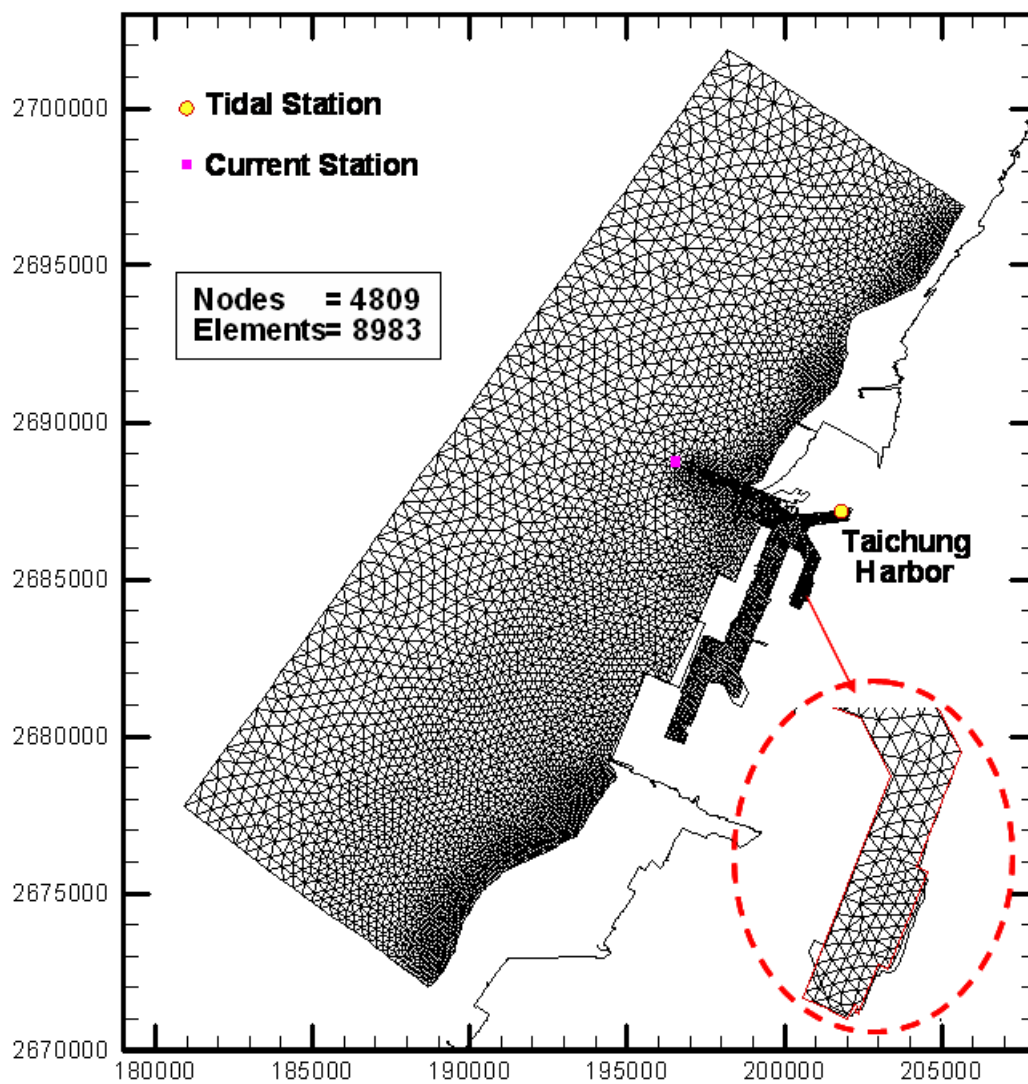 2700000
2695000
2690000
2685000
2680000
2675000
2670000
Tidal Station
Current Station
Nodes = 4809
Elements= 8983
Taichung
Harbor
180000 185000 190000 195000 200000 205000